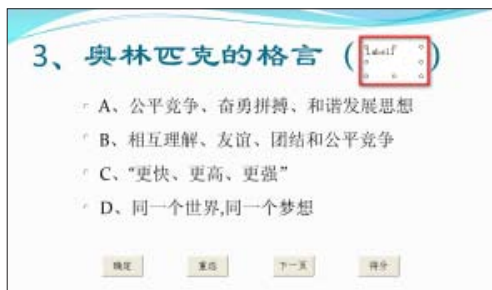 3、奥林匹克的格言（Label1）
A、公平竞争、奋勇拼搏、和谐发展思想
B、相互理解、友谊、团结和公平竞争
C、“更快、更高、更强”
D、同一个世界,同一个梦想
确定 重选 下一页 得分